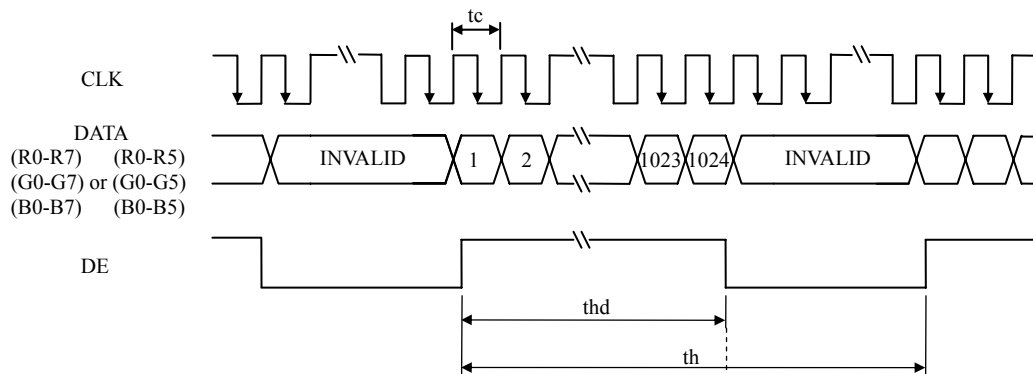 tc
CLK
DATA
(R0-R7) (R0-R5)
(G0-G7) or (G0-G5)
(B0-B7) (B0-B5)
INVALID 1 2 1023 1024 INVALID
DE
thd
th